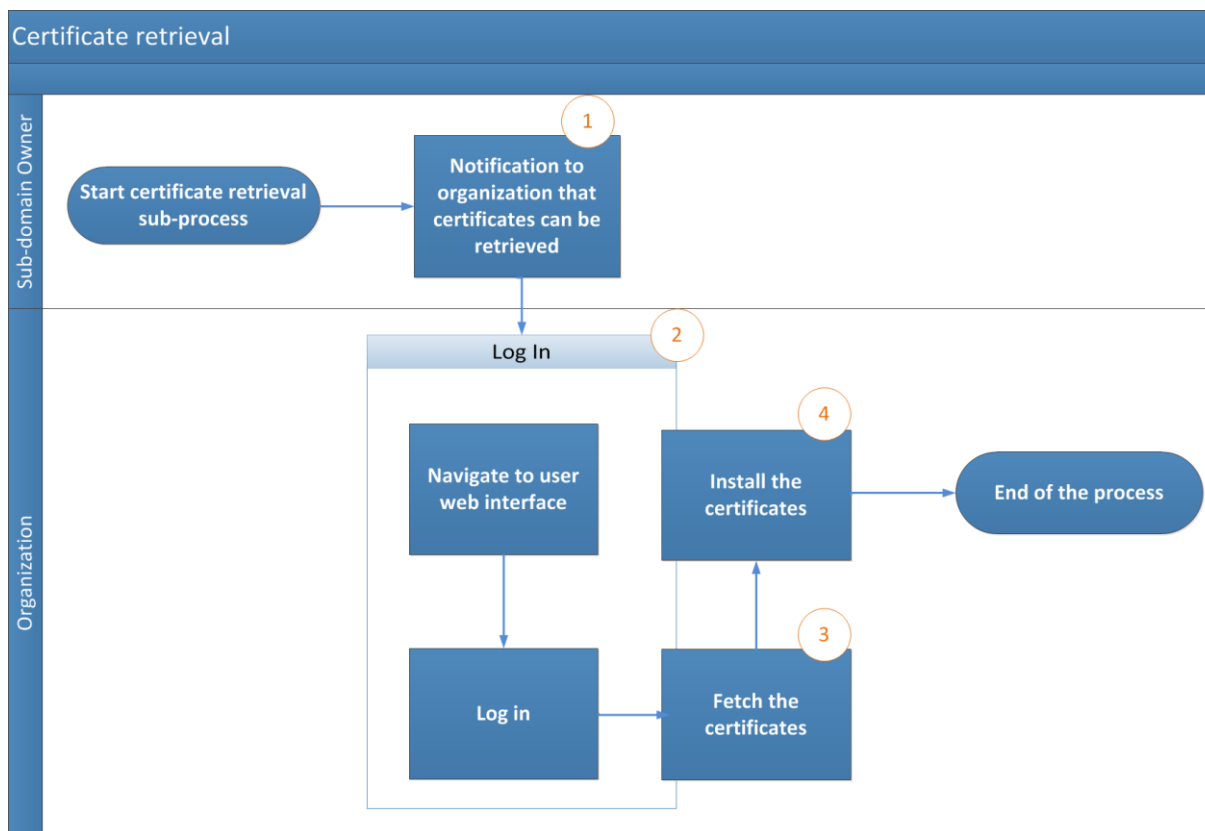 Certificate retrieval
Sub-domain Owner
1
Start certificate retrieval
sub-process
Notification to
organization that
certificates can be
retrieved
Organization
2
Log In
Navigate to user
web interface
4
Install the
certificates
End of the process
Log in
3
Fetch the
certificates